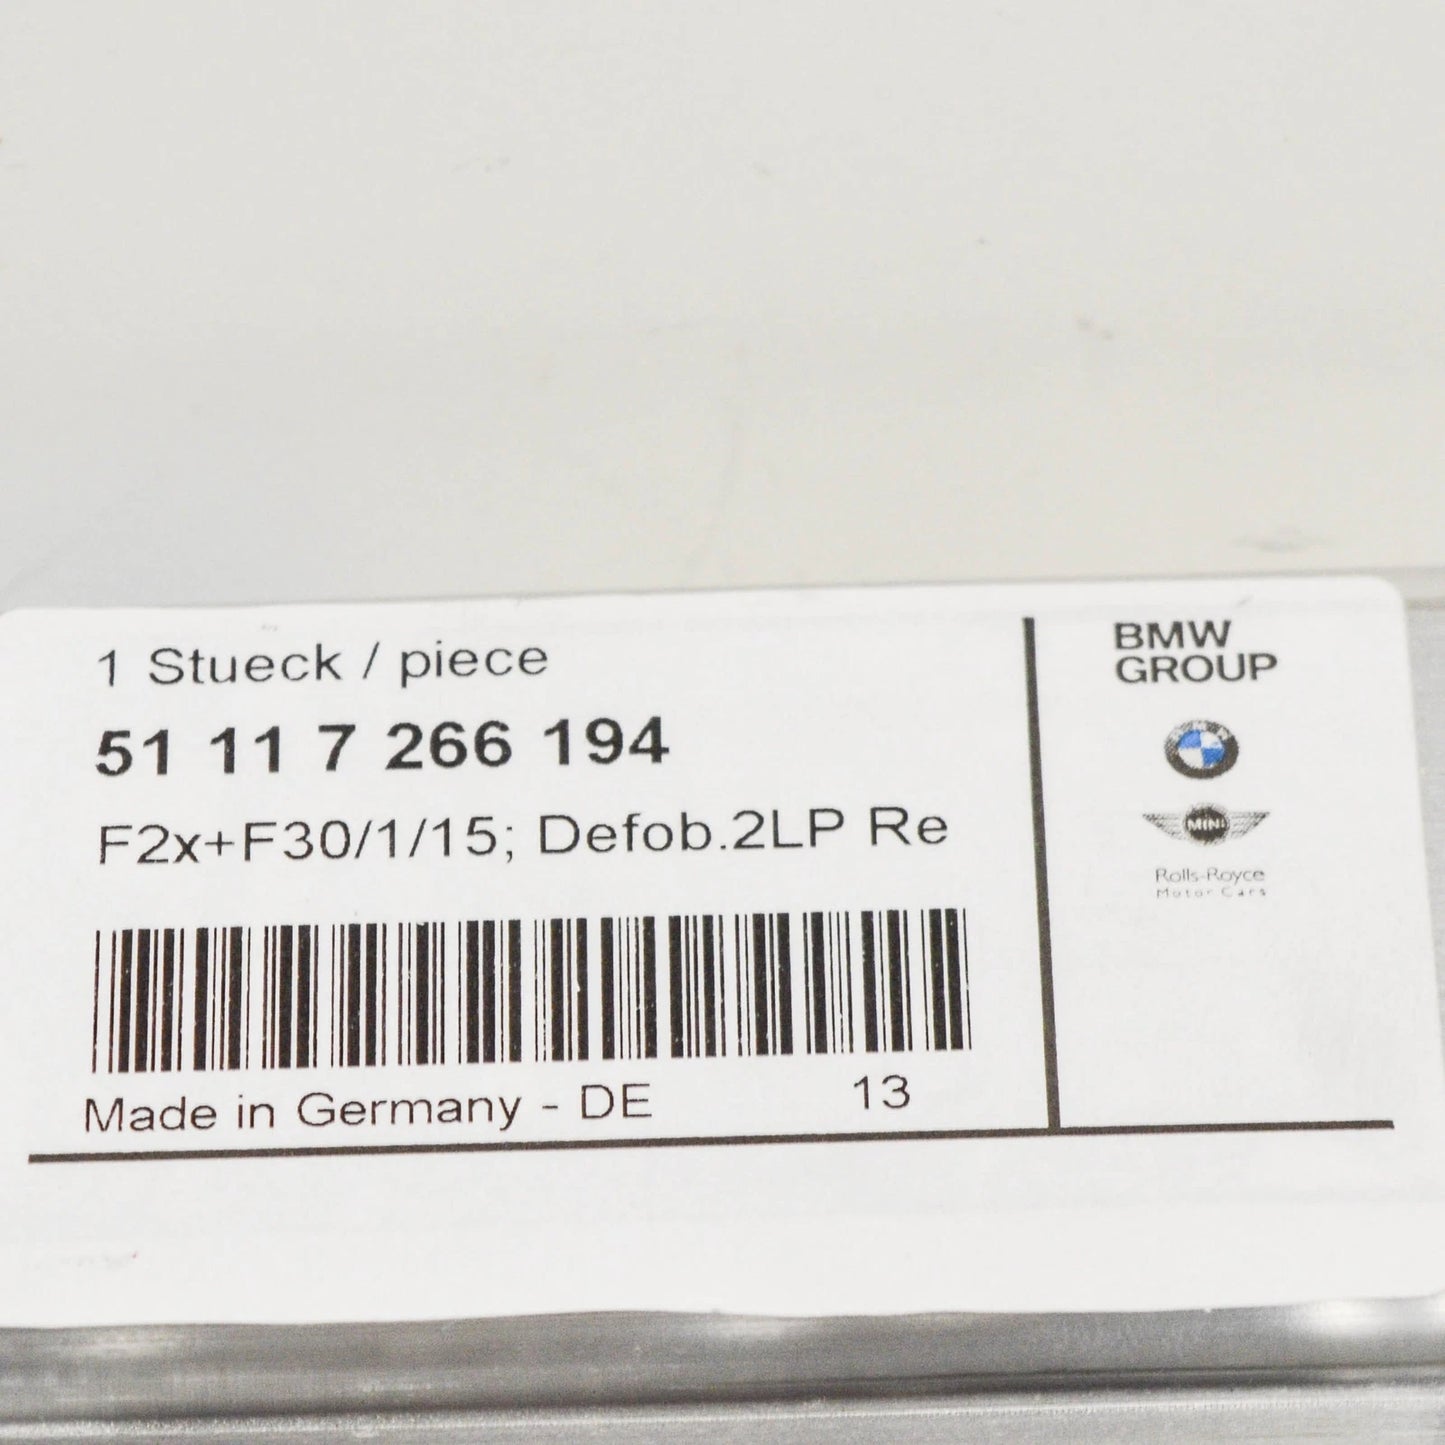 1 Stueck / piece
51 11 7 266 194
F2x+F30/1/15; Defob.2LP Re
Made in Germany - DE 13
BMW
GROUP
BMW
MINI
Rolls-Royce
Motor Cars